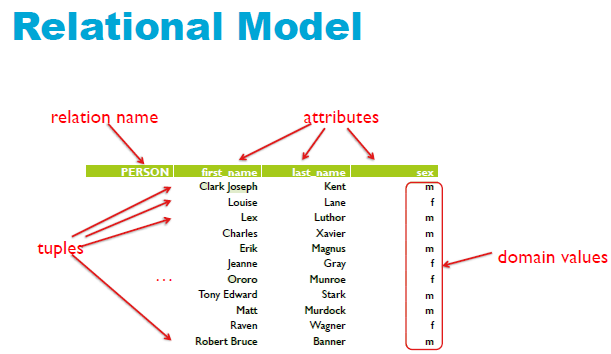 Relational Model
relation name
attributes
PERSON first_name last_name sex
Clark Joseph Kent m
Louise Lane f
Lex Luthor m
Charles Xavier m
tuples
Erik Magnus m
domain values
Jeanne Gray f
... Ororo Munroe f
Tony Edward Stark m
Matt Murdock m
Raven Wagner f
Robert Bruce Banner m